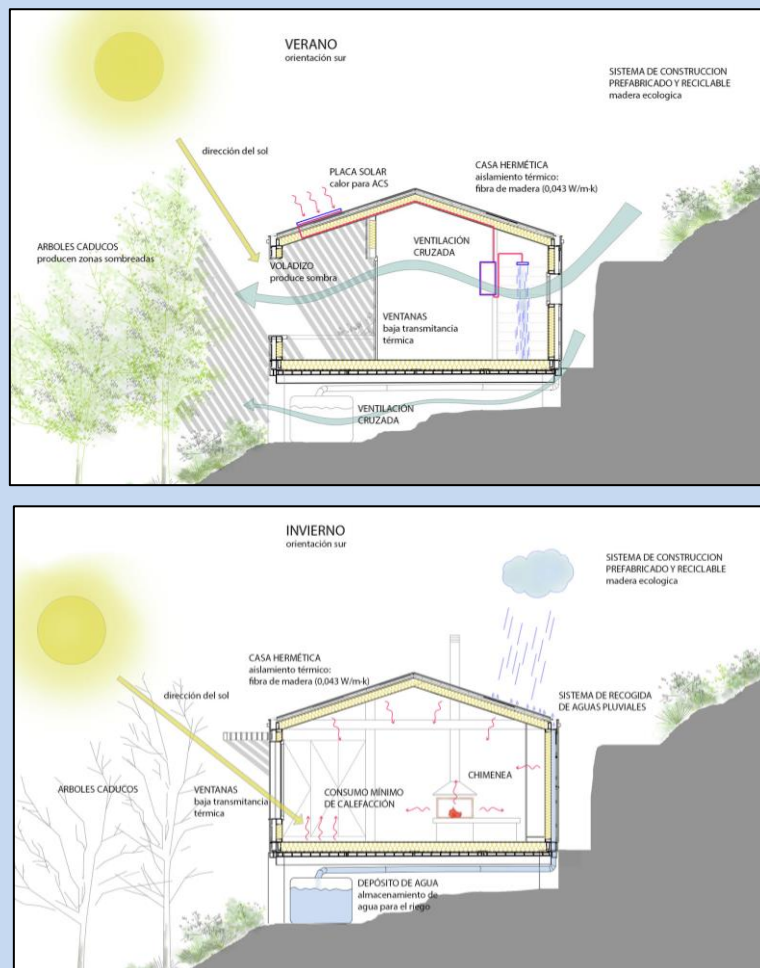 VERANO
orientación sur
SISTEMA DE CONSTRUCCION
PREFABRICADO Y RECICLABLE
madera ecologica
dirección del sol
PLACA SOLAR
calor para ACS
CASA HERMÉTICA
aislamiento térmico:
fibra de madera (0,043 W/m·k)
ARBOLES CADUCOS
producen zonas sombreadas
VOLADIZO
produce sombra
VENTILACIÓN
CRUZADA
VENTANAS
baja transmitancia
térmica
VENTILACIÓN
CRUZADA
INVIERNO
orientación sur
SISTEMA DE CONSTRUCCION
PREFABRICADO Y RECICLABLE
madera ecologica
CASA HERMÉTICA
aislamiento térmico:
fibra de madera (0,043 W/m·k)
dirección del sol
SISTEMA DE RECOGIDA
DE AGUAS PLUVIALES
ARBOLES CADUCOS
VENTANAS
baja transmitancia
térmica
CONSUMO MÍNIMO
DE CALEFACCIÓN
CHIMENEA
DEPÓSITO DE AGUA
almacenamiento de
agua para el riego